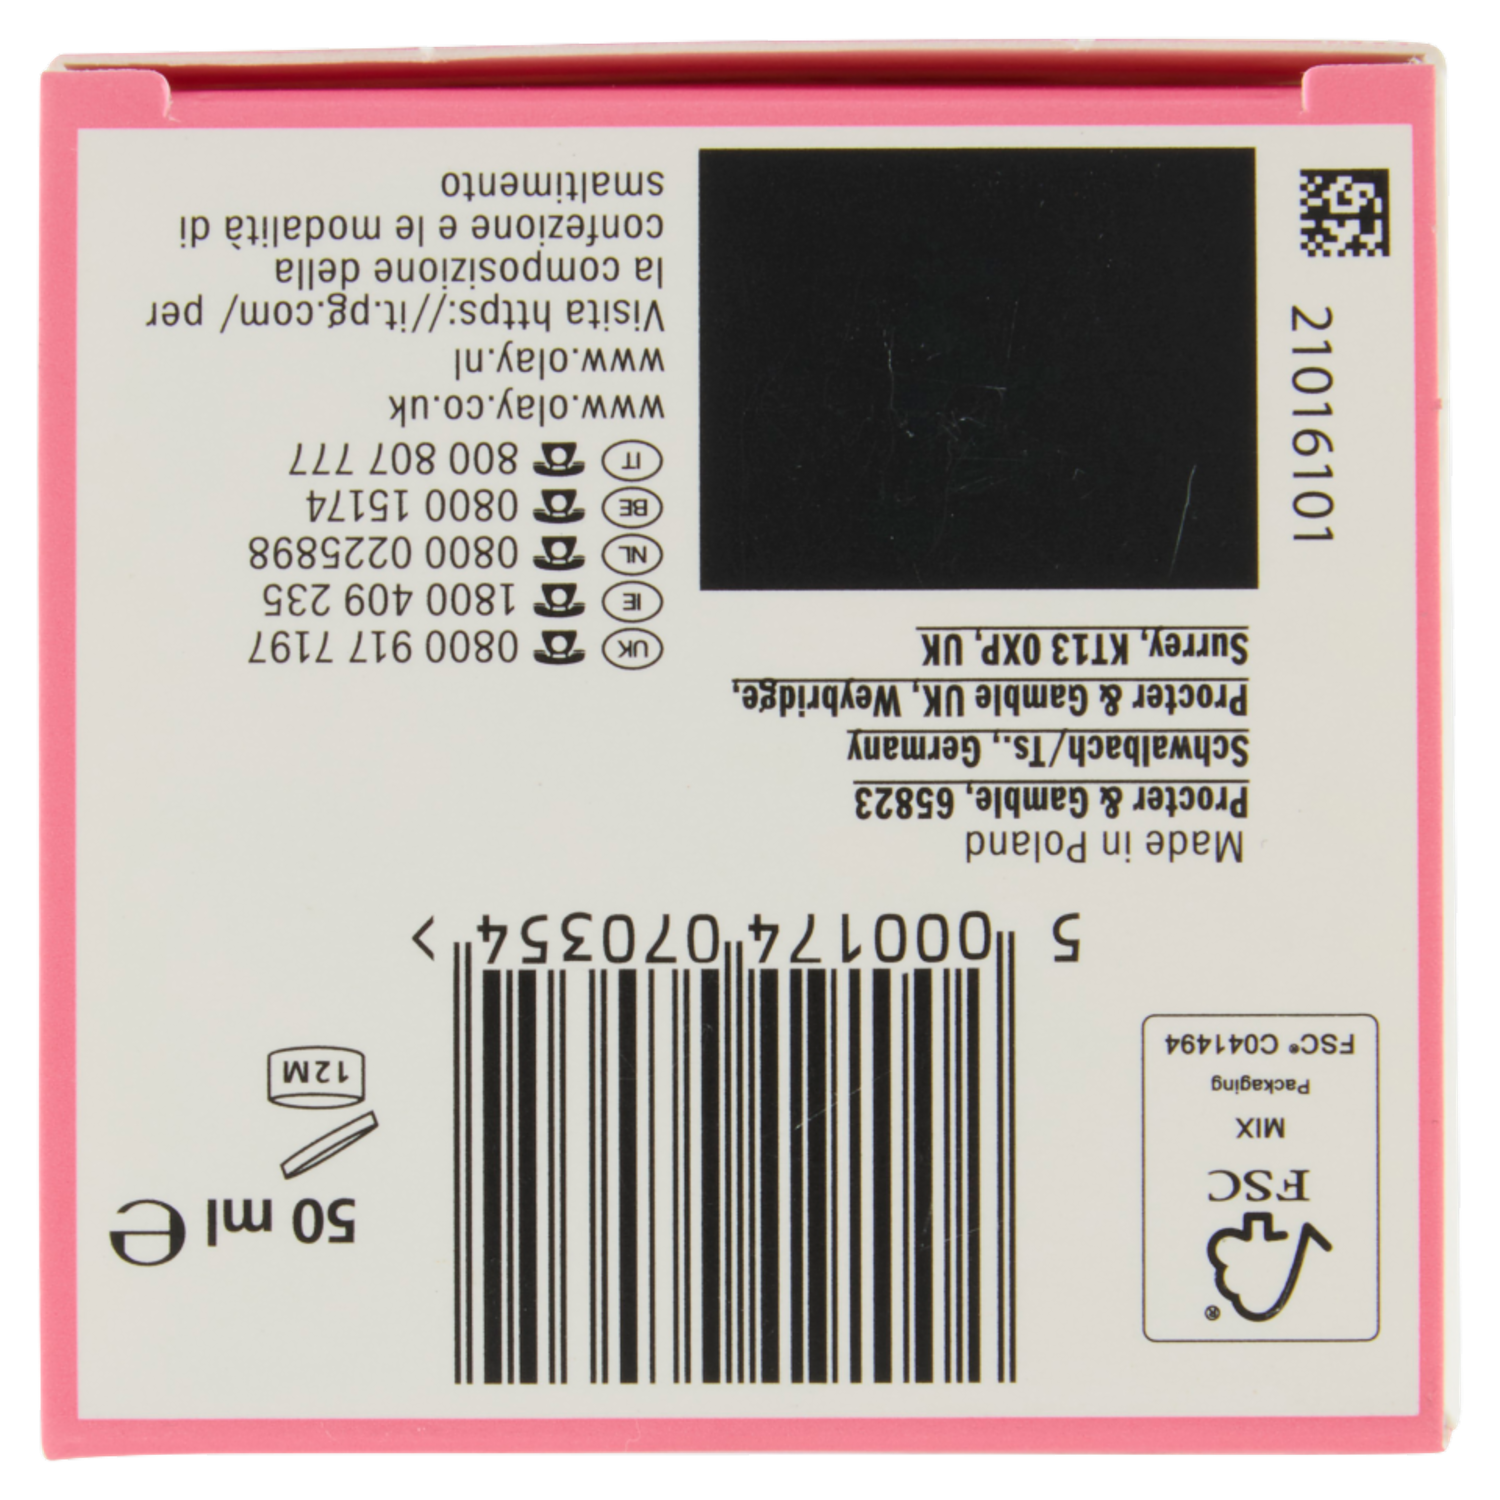 ®
FSC
MIX
Packaging
FSC® C041494
5 000174 070354 >
50 ml e
12M
Made in Poland
Procter & Gamble, 65823
Schwalbach/Ts., Germany
Procter & Gamble UK, Weybridge,
Surrey, KT13 0XP, UK
UK 0800 917 7197
IE 1800 409 235
NL 0800 0225898
BE 0800 15174
IT 800 807 777
www.olay.co.uk
www.olay.nl
Visita https://it.pg.com/ per
la composizione della
confezione e le modalità di
smaltimento
21016101